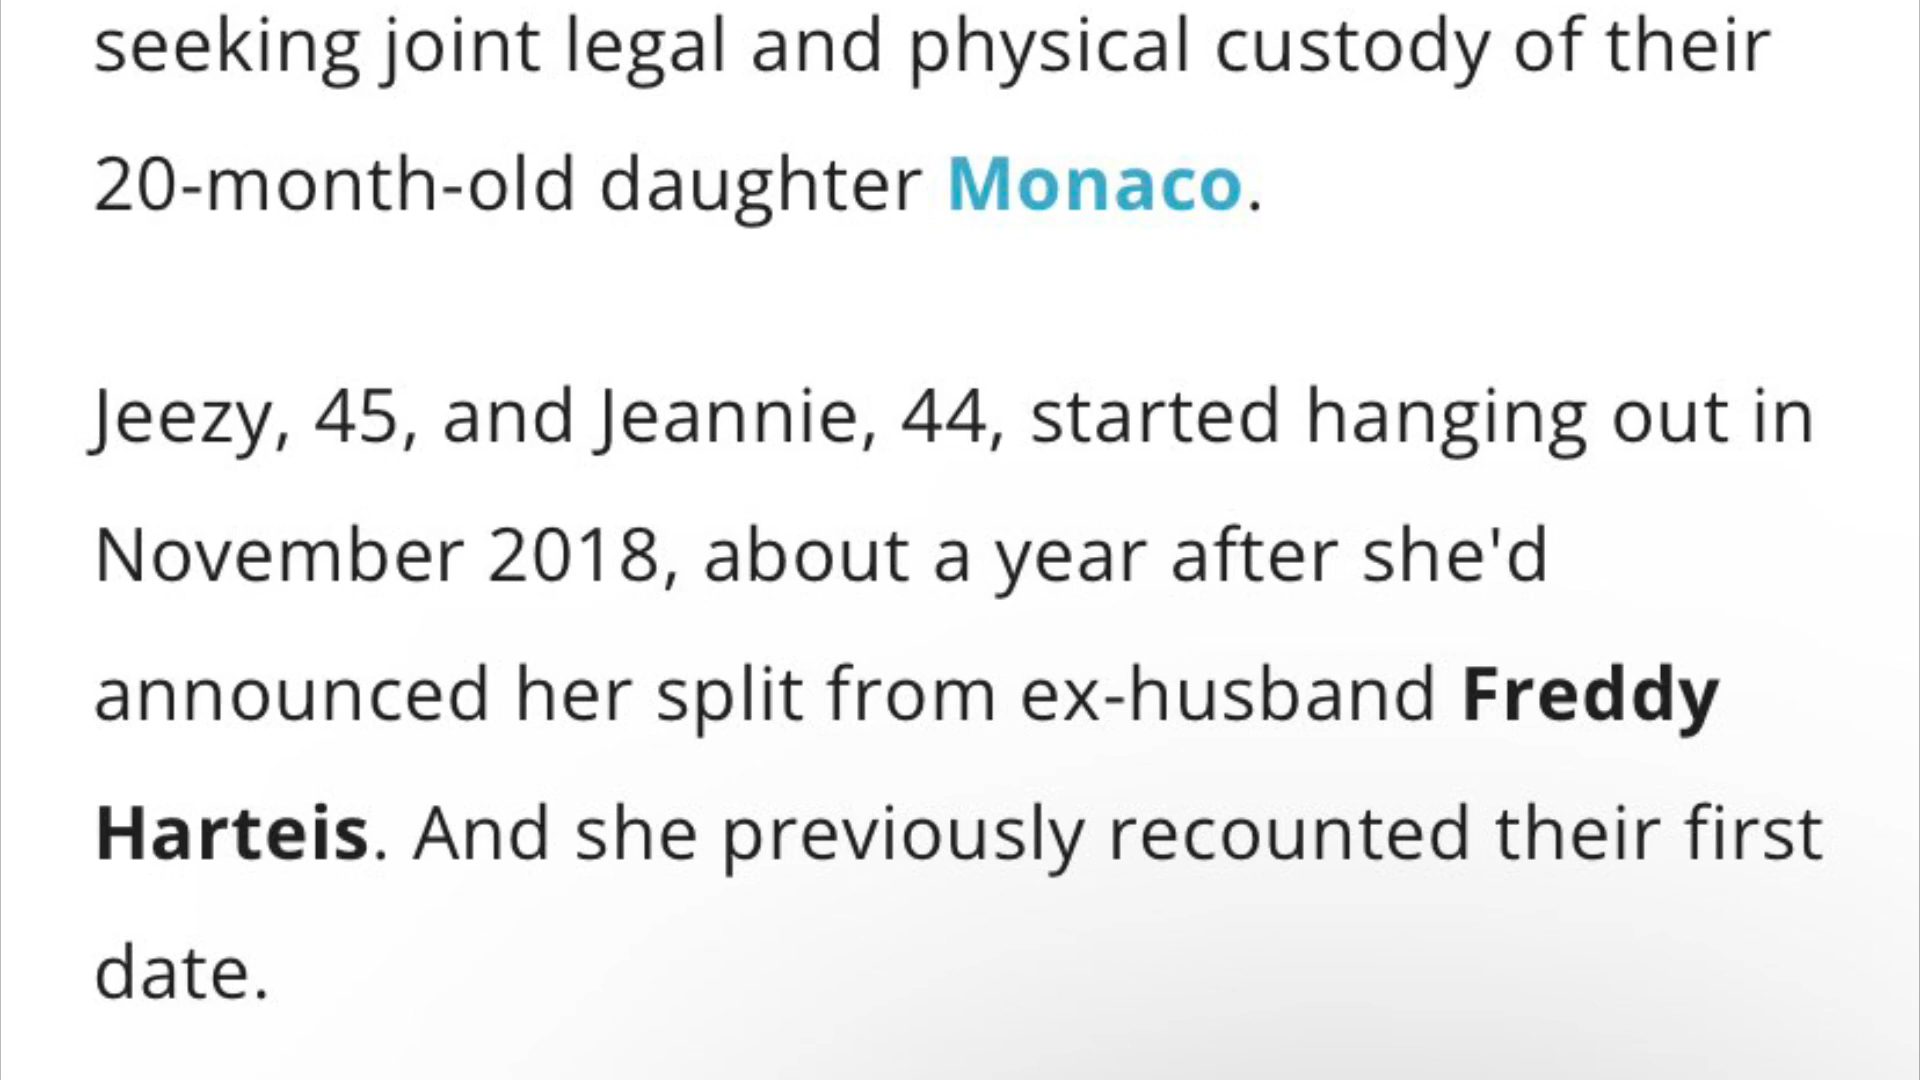 seeking joint legal and physical custody of their
20-month-old daughter Monaco.
Jeezy, 45, and Jeannie, 44, started hanging out in
November 2018, about a year after she'd
announced her split from ex-husband Freddy
Harteis. And she previously recounted their first
date.